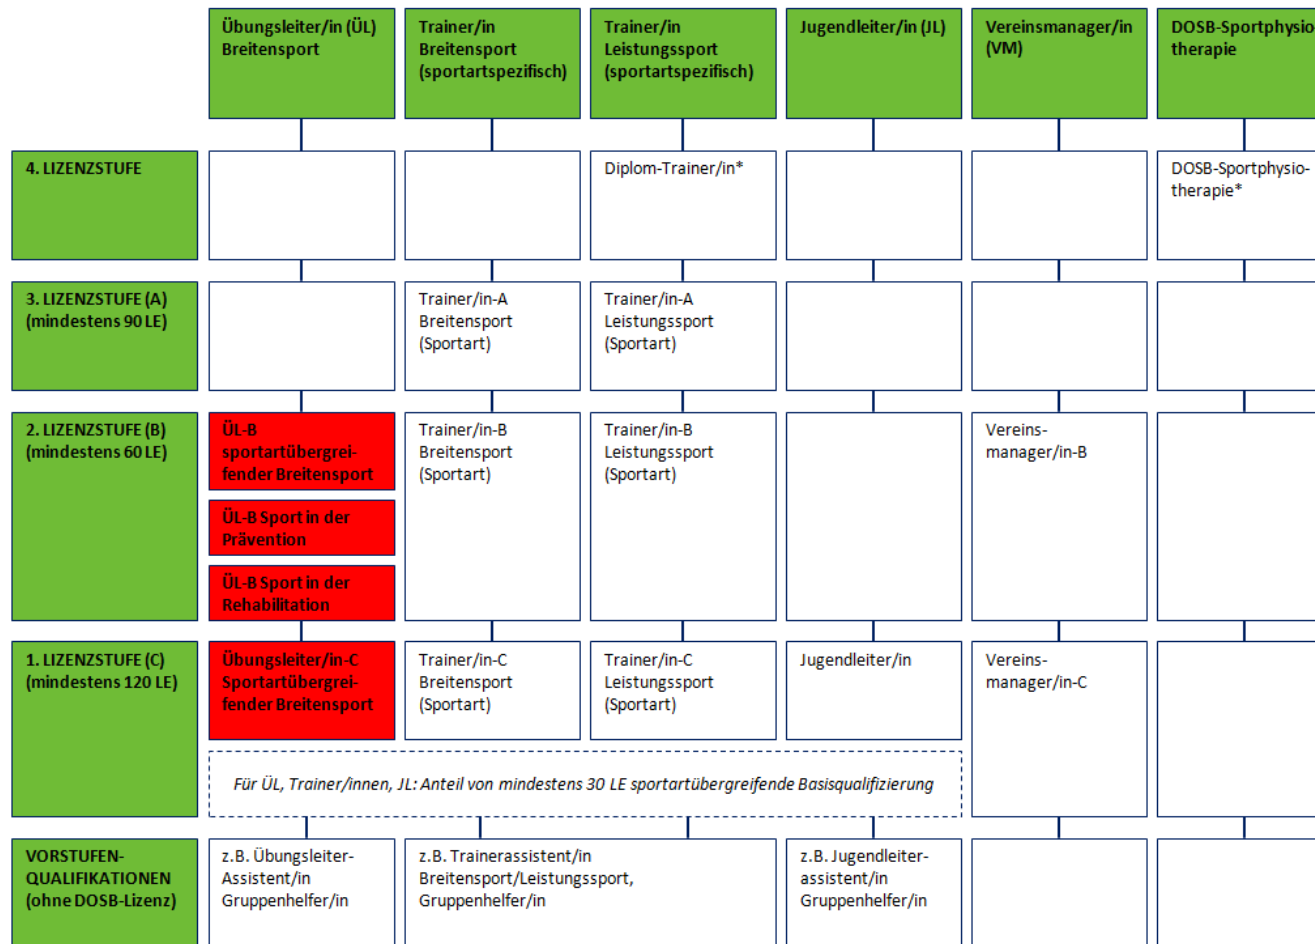 Übungsleiter/in (ÜL)
Breitensport
Trainer/in
Breitensport
(sportartspezifisch)
Trainer/in
Leistungssport
(sportartspezifisch)
Jugendleiter/in (JL)
Vereinsmanager/in
(VM)
DOSB-Sportphysio-
therapie
4. LIZENZSTUFE
Diplom-Trainer/in*
DOSB-Sportphysio-
therapie*
3. LIZENZSTUFE (A)
(mindestens 90 LE)
Trainer/in-A
Breitensport
(Sportart)
Trainer/in-A
Leistungssport
(Sportart)
2. LIZENZSTUFE (B)
(mindestens 60 LE)
ÜL-B
sportartübergrei-
fender Breitensport
ÜL-B Sport in der
Prävention
ÜL-B Sport in der
Rehabilitation
Trainer/in-B
Breitensport
(Sportart)
Trainer/in-B
Leistungssport
(Sportart)
Vereins-
manager/in-B
1. LIZENZSTUFE (C)
(mindestens 120 LE)
Übungsleiter/in-C
Sportartübergrei-
fender Breitensport
Trainer/in-C
Breitensport
(Sportart)
Trainer/in-C
Leistungssport
(Sportart)
Jugendleiter/in
Vereins-
manager/in-C
Für ÜL, Trainer/innen, JL: Anteil von mindestens 30 LE sportartübergreifende Basisqualifizierung
VORSTUFEN-
QUALIFIKATIONEN
(ohne DOSB-Lizenz)
z.B. Übungsleiter-
Assistent/in
Gruppenhelfer/in
z.B. Trainerassistent/in
Breitensport/Leistungssport,
Gruppenhelfer/in
z.B. Jugendleiter-
assistent/in
Gruppenhelfer/in